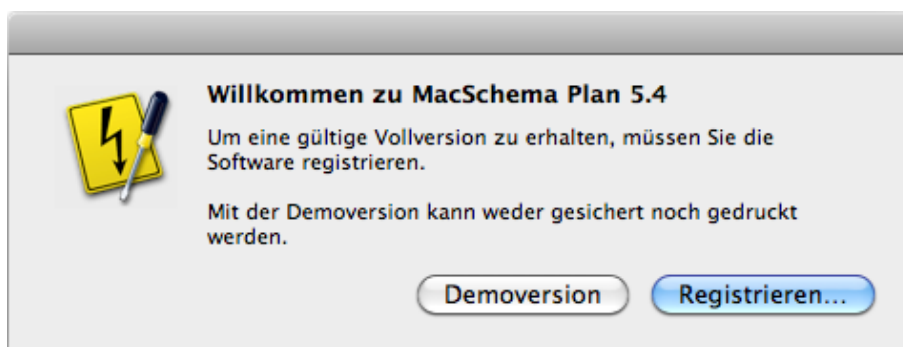 Willkommen zu MacSchema Plan 5.4
Um eine gültige Vollversion zu erhalten, müssen Sie die
Software registrieren.
Mit der Demoversion kann weder gesichert noch gedruckt
werden.
Demoversion
Registrieren...